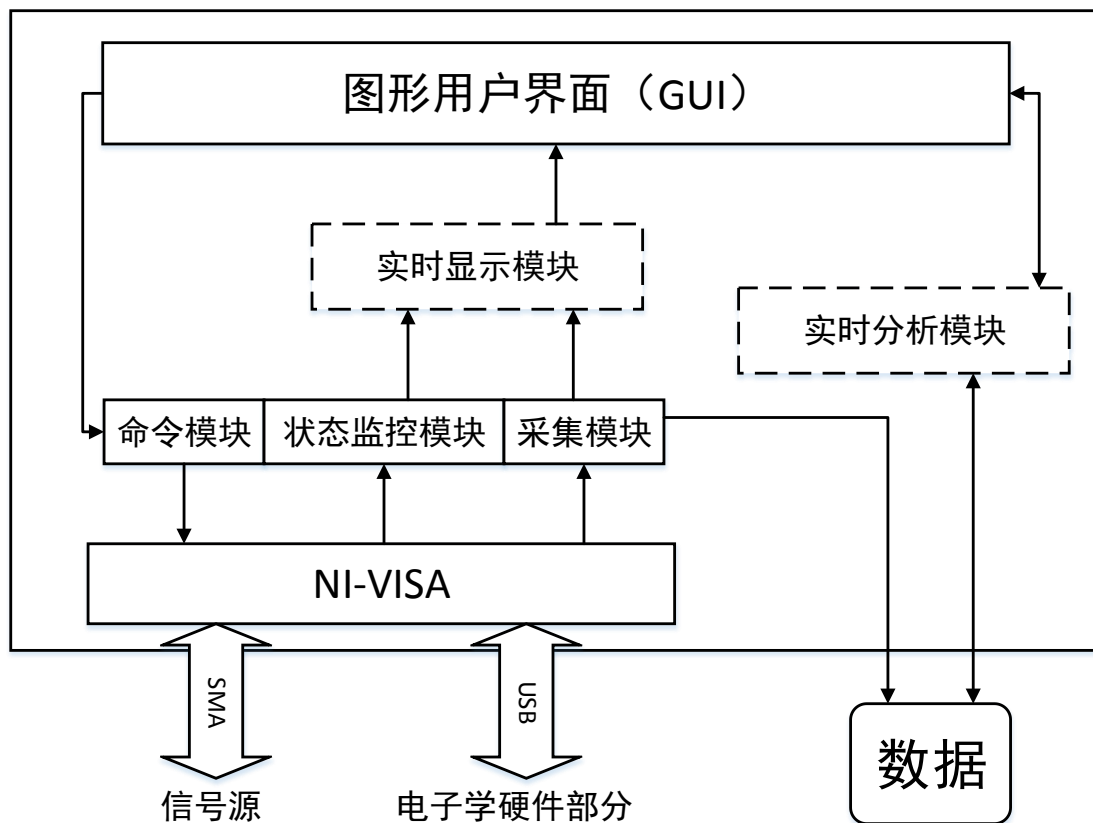 图形用户界面（GUI）
实时显示模块
实时分析模块
命令模块
状态监控模块
采集模块
NI-VISA
SMA
USB
数据
信号源
电子学硬件部分